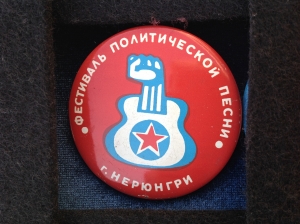 ФЕСТИВАЛЬ ПОЛИТИЧЕСКОЙ ПЕСНИ
г. НЕРЮНГРИ